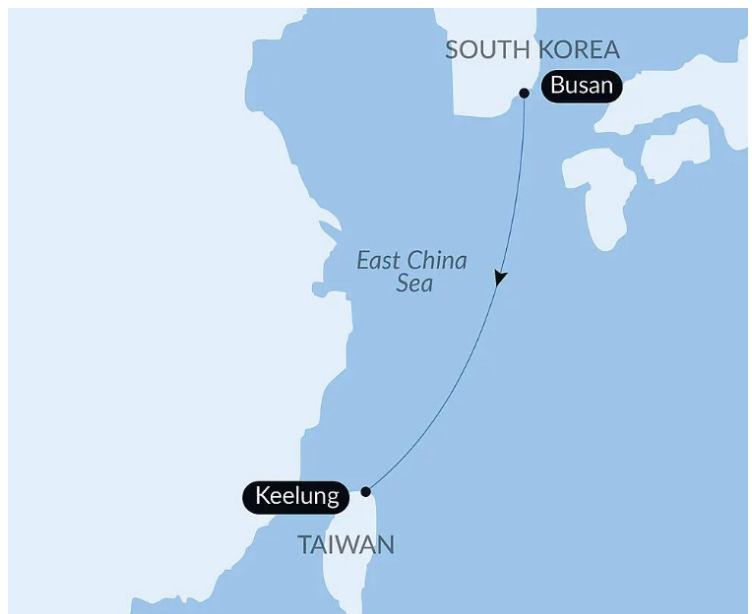 SOUTH KOREA
Busan
East China
Sea
Keelung
TAIWAN